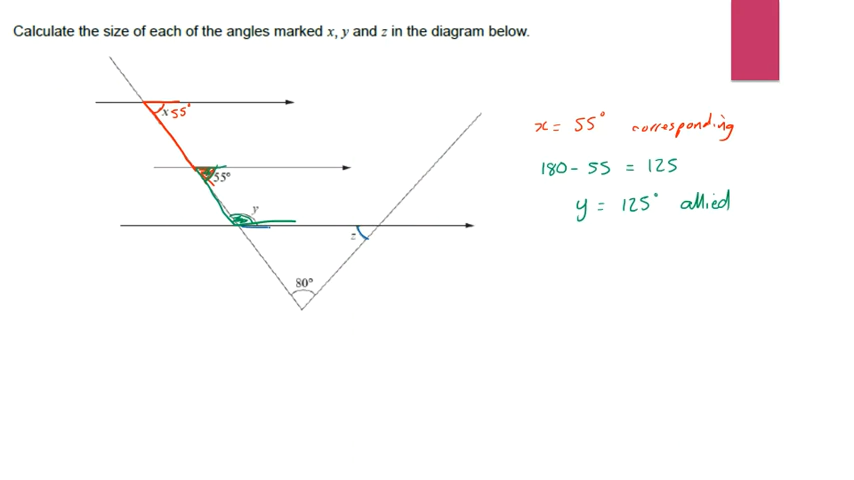 Calculate the size of each of the angles marked x, y and z in the diagram below.
x 55°
x = 55° corresponding
55°
180 - 55 = 125
y
y = 125° allied
z
80°